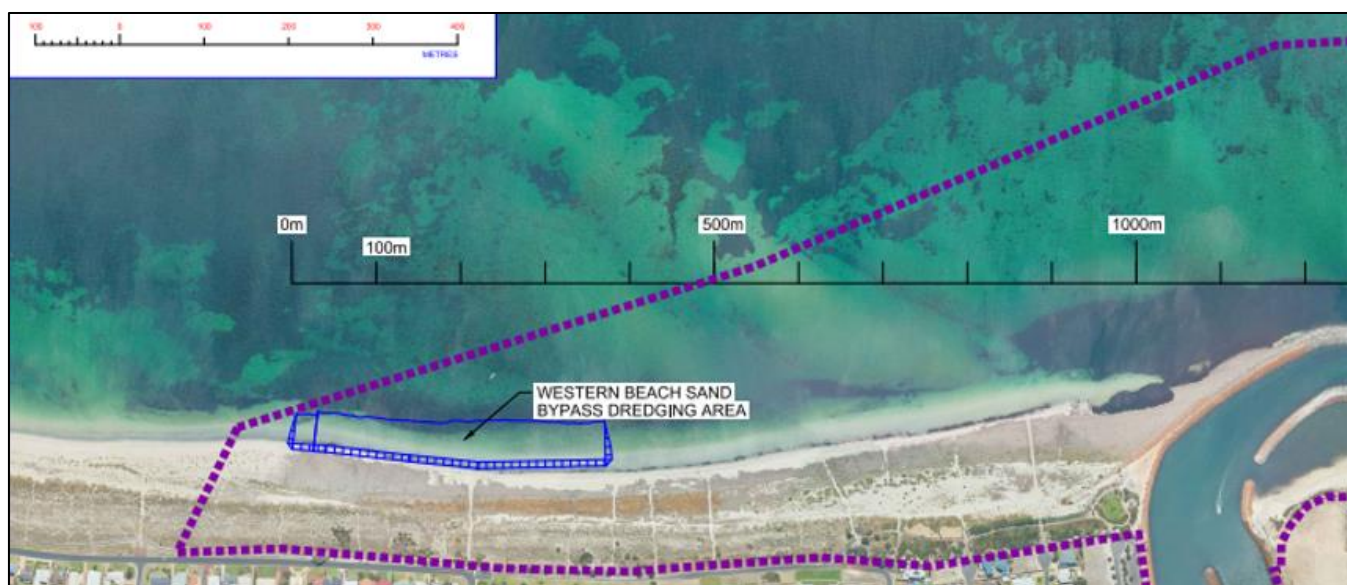 100 0 100 200 300 400
METRES
0m
500m
1000m
100m
WESTERN BEACH SAND
BYPASS DREDGING AREA